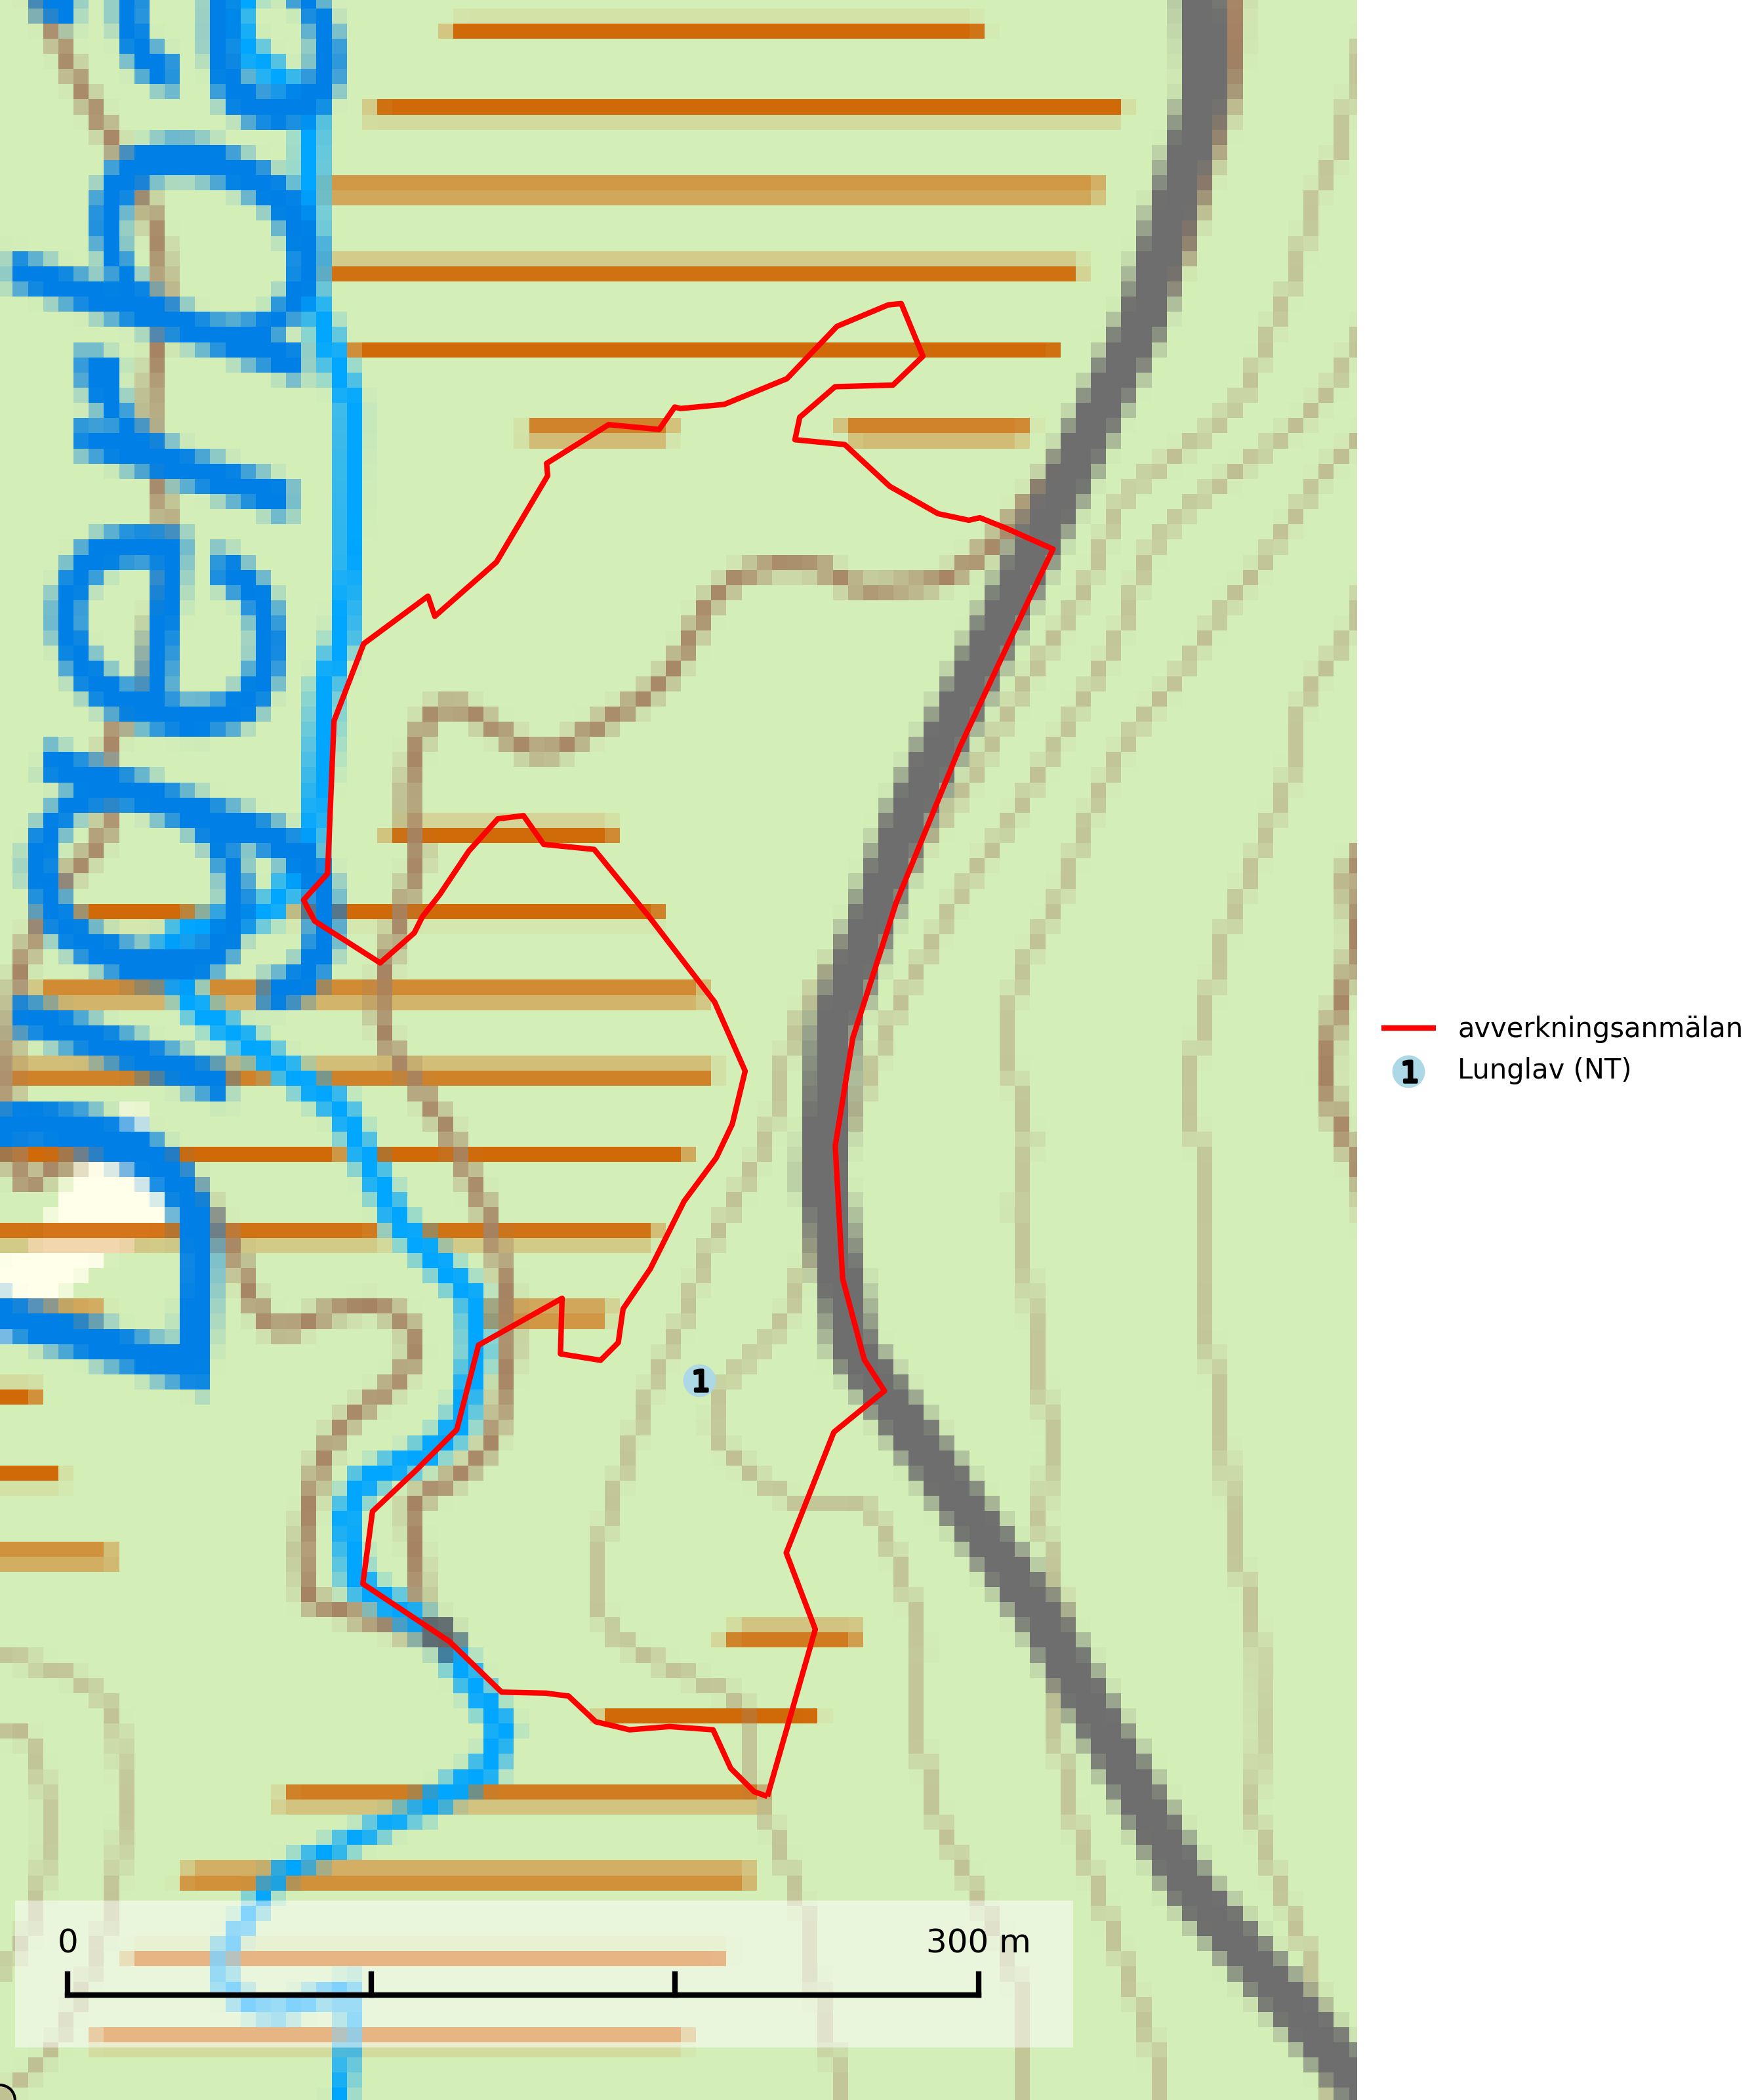 avverkningsanmälan
1 Lunglav (NT)
1
0 300 m